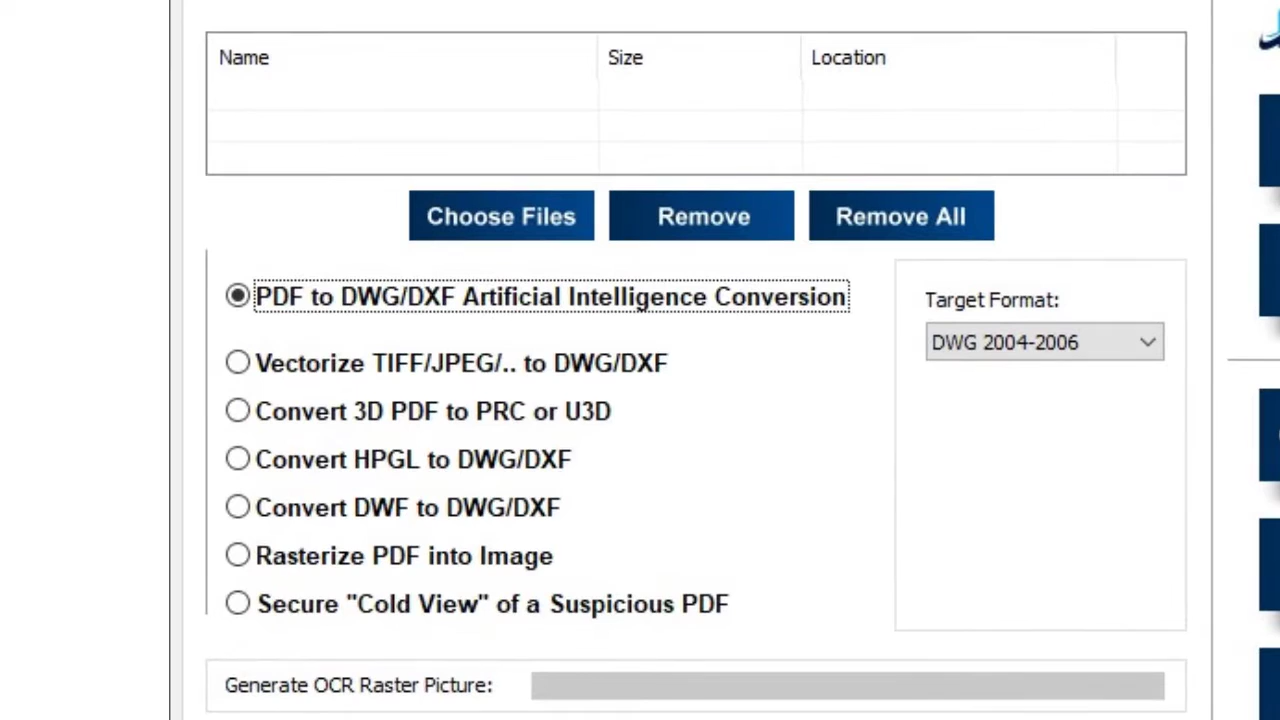 Name Size Location
Choose Files Remove Remove All
PDF to DWG/DXF Artificial Intelligence Conversion
Vectorize TIFF/JPEG/.. to DWG/DXF
Convert 3D PDF to PRC or U3D
Convert HPGL to DWG/DXF
Convert DWF to DWG/DXF
Rasterize PDF into Image
Secure "Cold View" of a Suspicious PDF
Target Format:
DWG 2004-2006
Generate OCR Raster Picture: